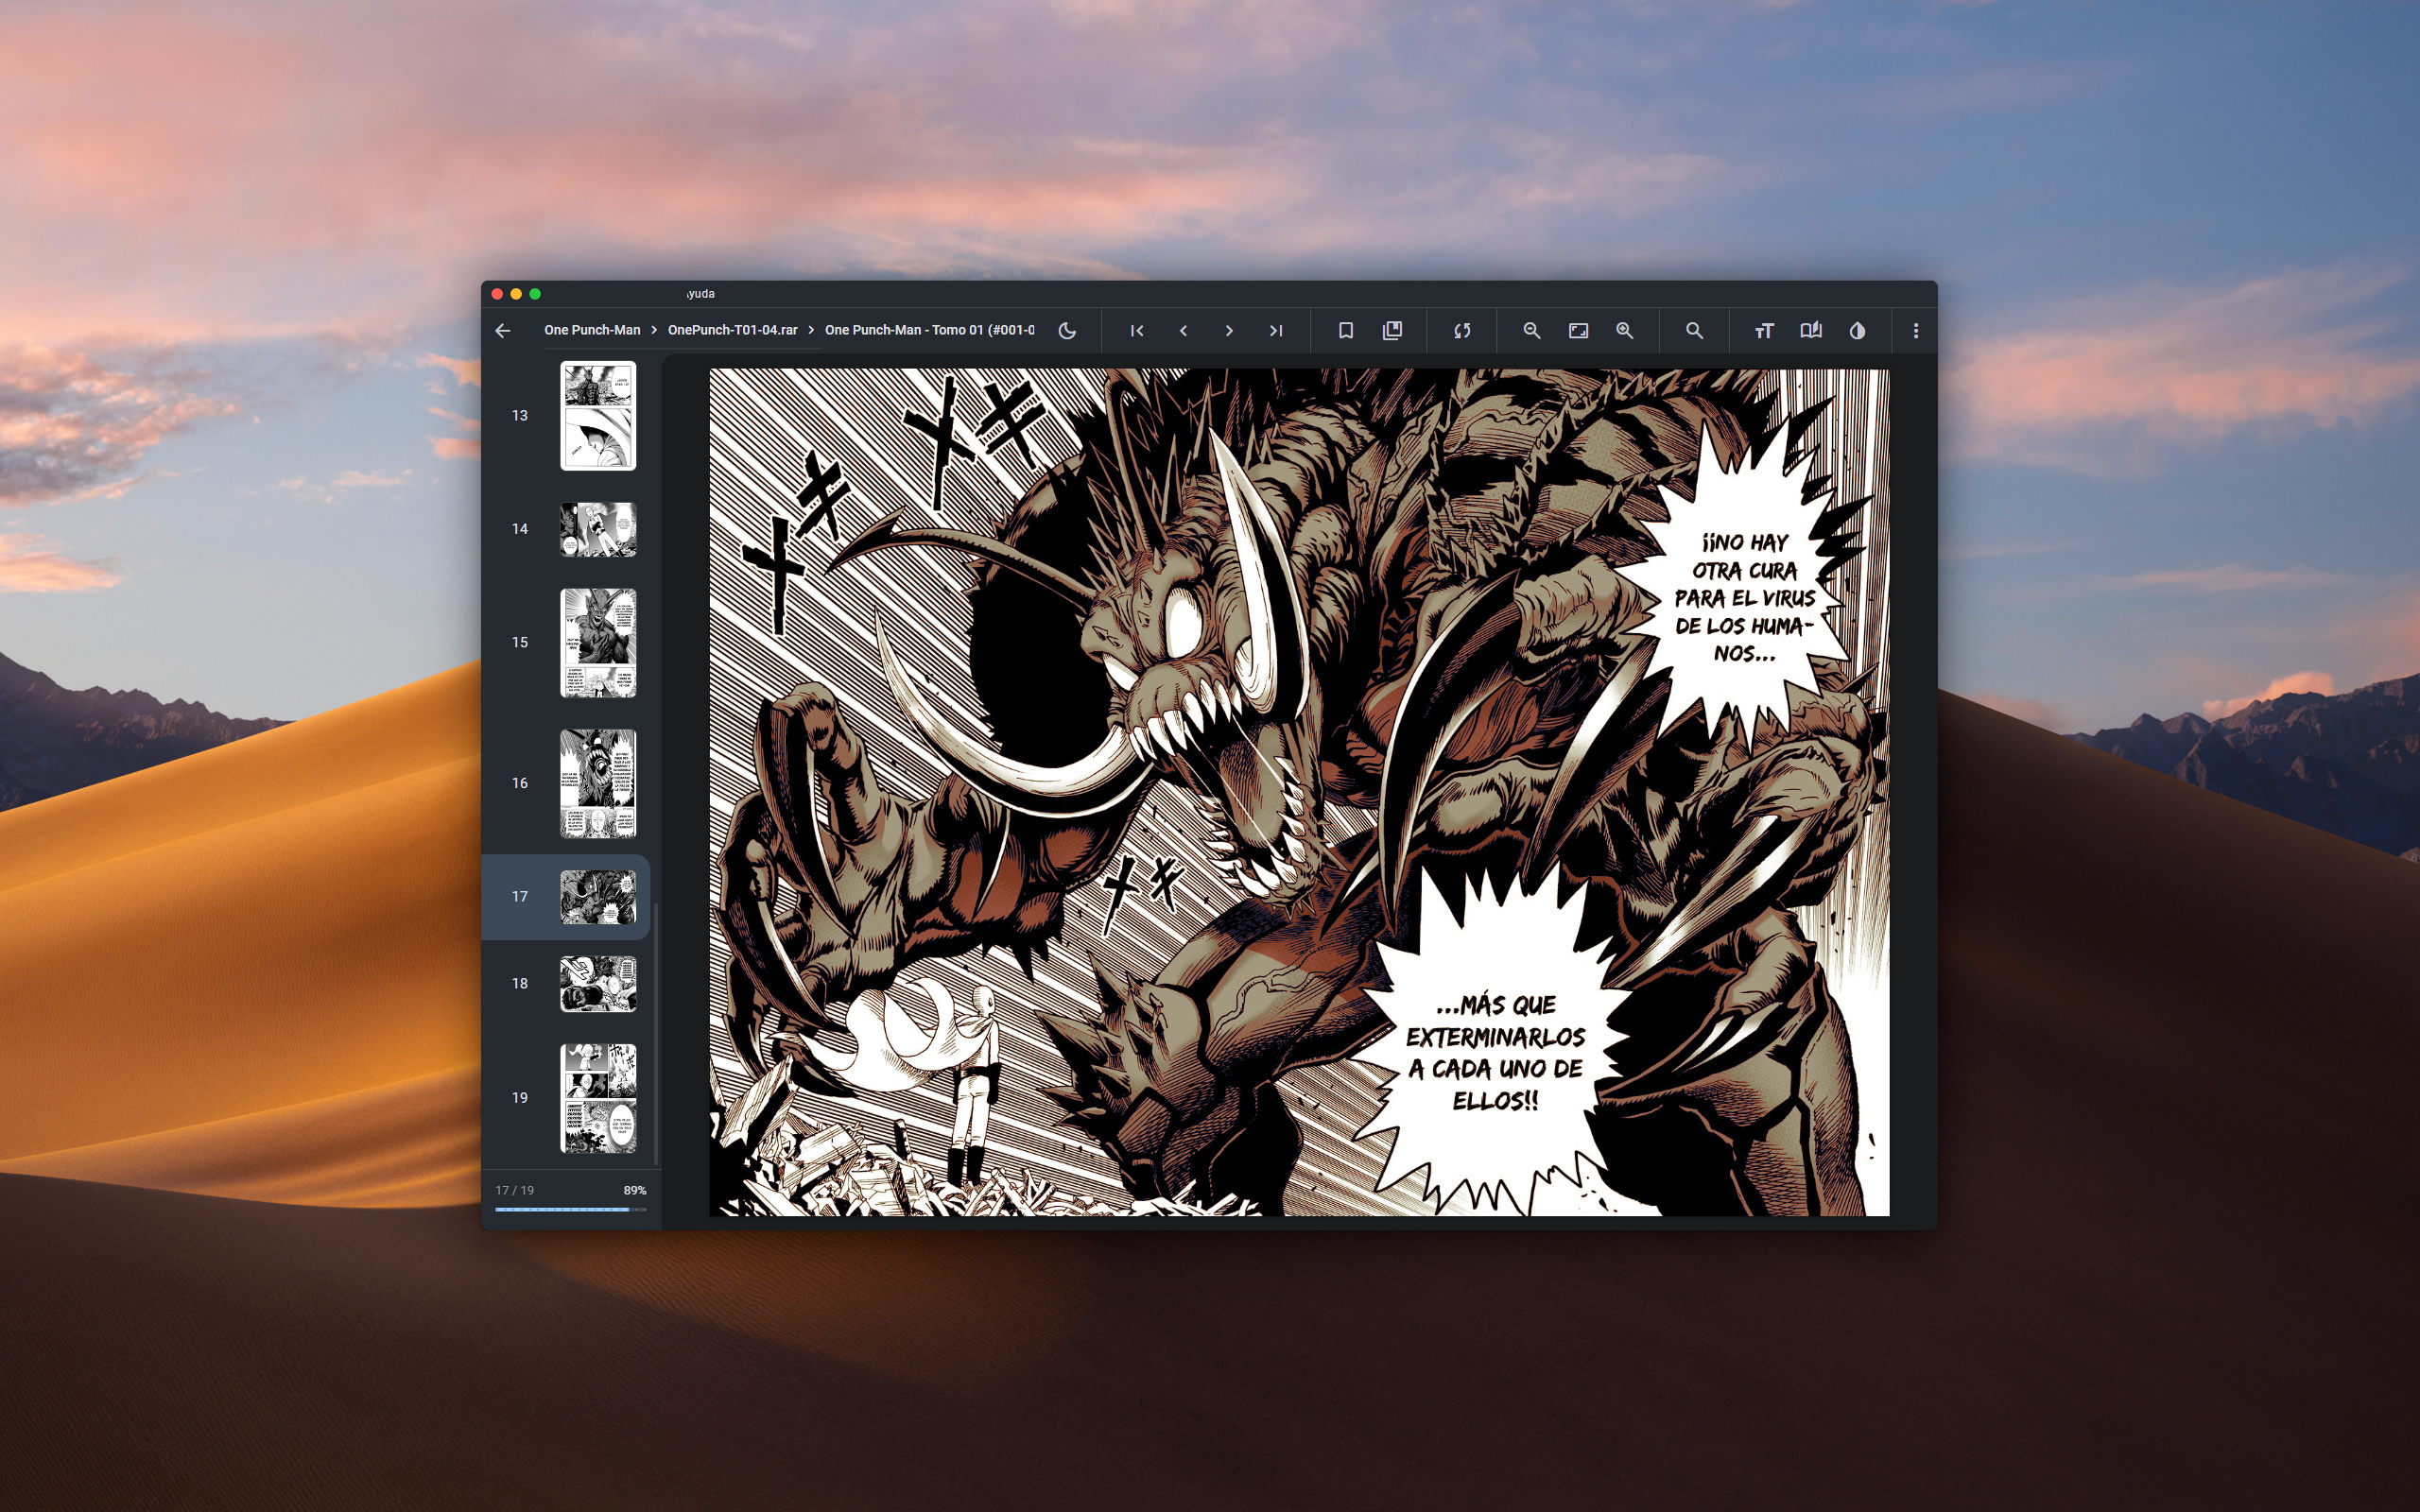 yuda
One Punch-Man > OnePunch-T01-04.rar > One Punch-Man - Tomo 01 (#001-0
13
14
15
16
17
18
19
17 / 19
89%
¡¡NO HAY
OTRA CURA
PARA EL VIRUS
DE LOS HUMA-
NOS...
...MÁS QUE
EXTERMINARLOS
A CADA UNO DE
ELLOS!!